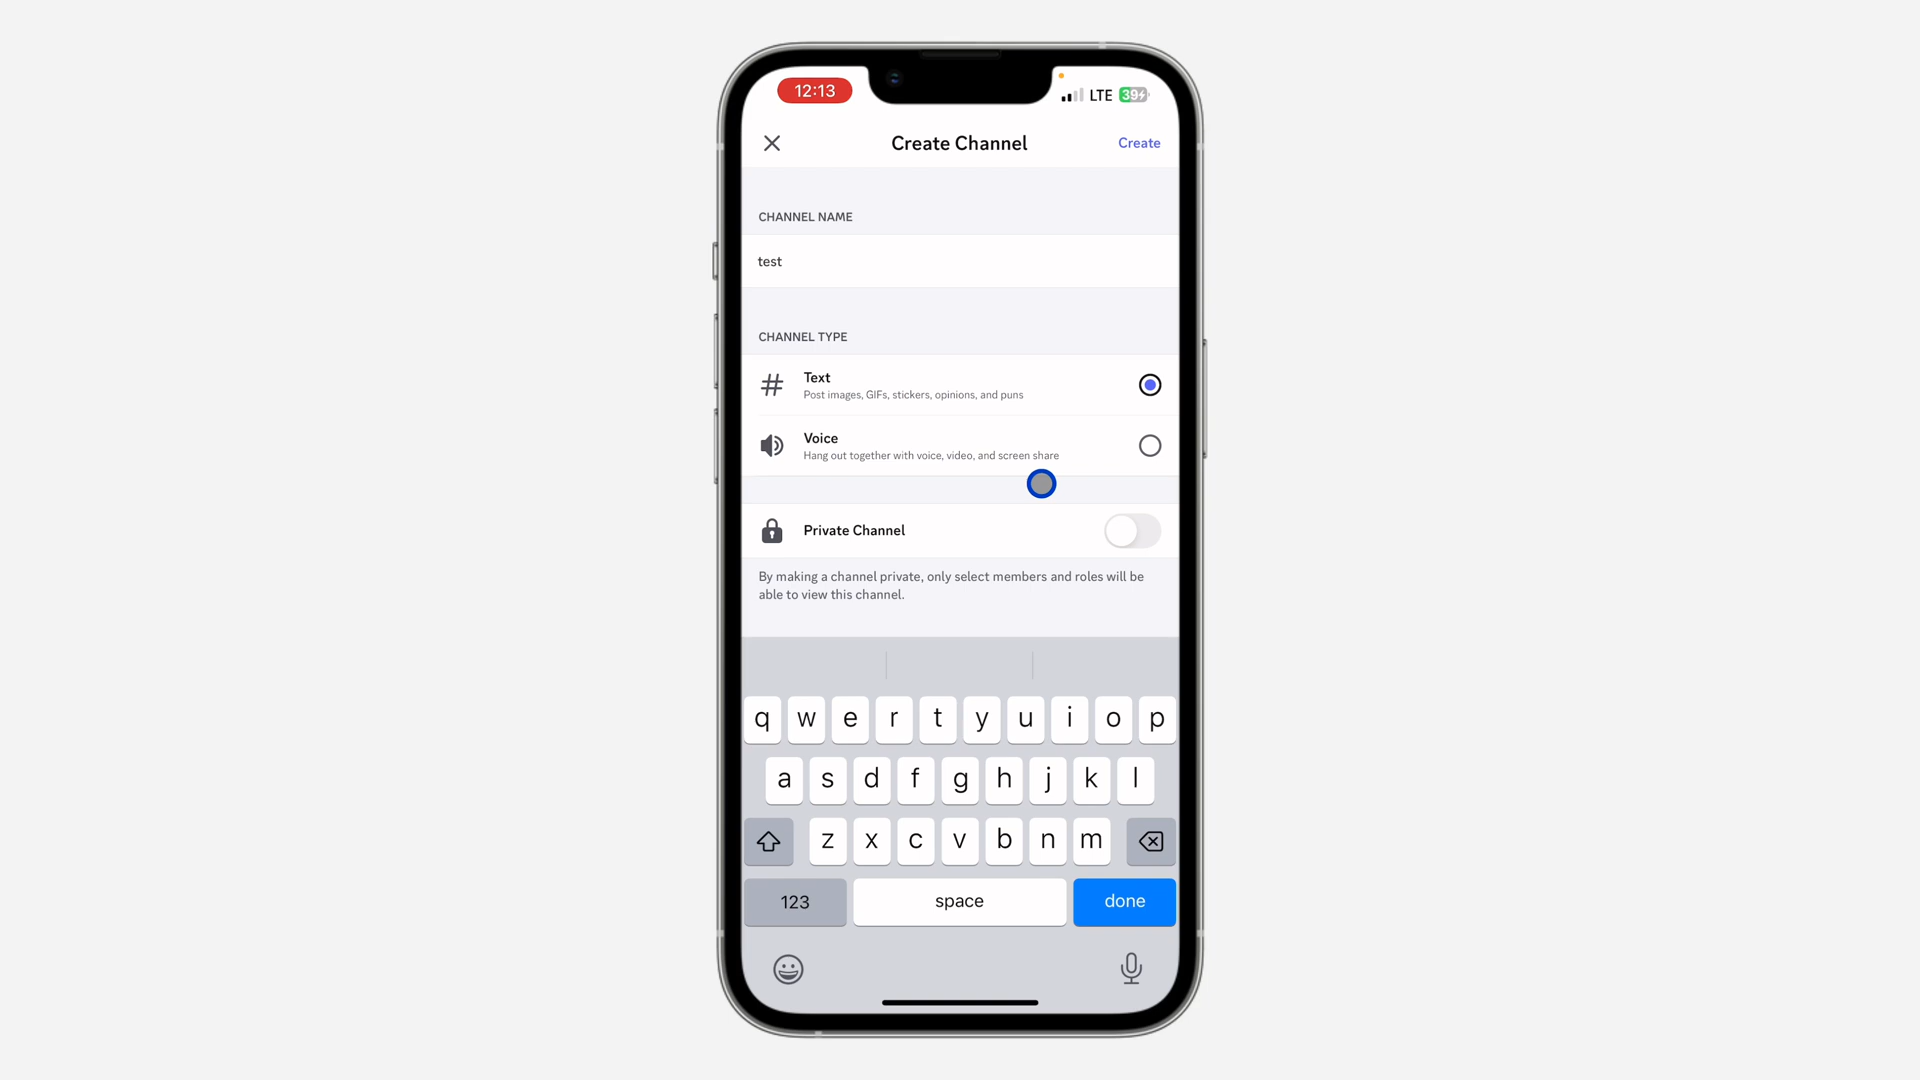 12:13
LTE 39
Create Channel
Create
CHANNEL NAME
test
CHANNEL TYPE
Text
Post images, GIFs, stickers, opinions, and puns
Voice
Hang out together with voice, video, and screen share
Private Channel
By making a channel private, only select members and roles will be
able to view this channel.
q w e r t y u i o p
a s d f g h j k l
z x c v b n m
123 space done